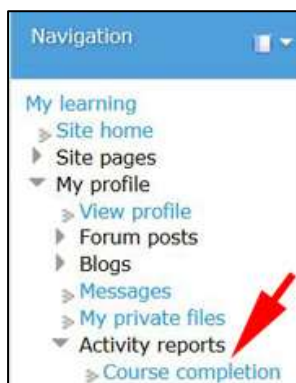 Navigation
My learning
Site home
Site pages
My profile
View profile
Forum posts
Blogs
Messages
My private files
Activity reports
Course completion